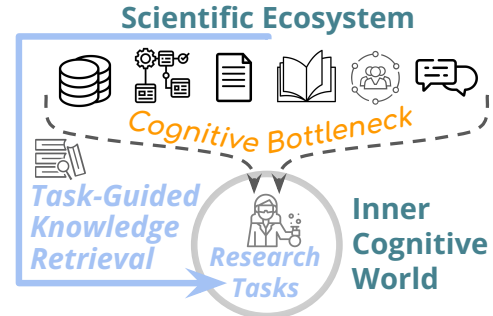 Scientific Ecosystem
Cognitive Bottleneck
Task-Guided
Knowledge
Retrieval
Research
Tasks
Inner
Cognitive
World